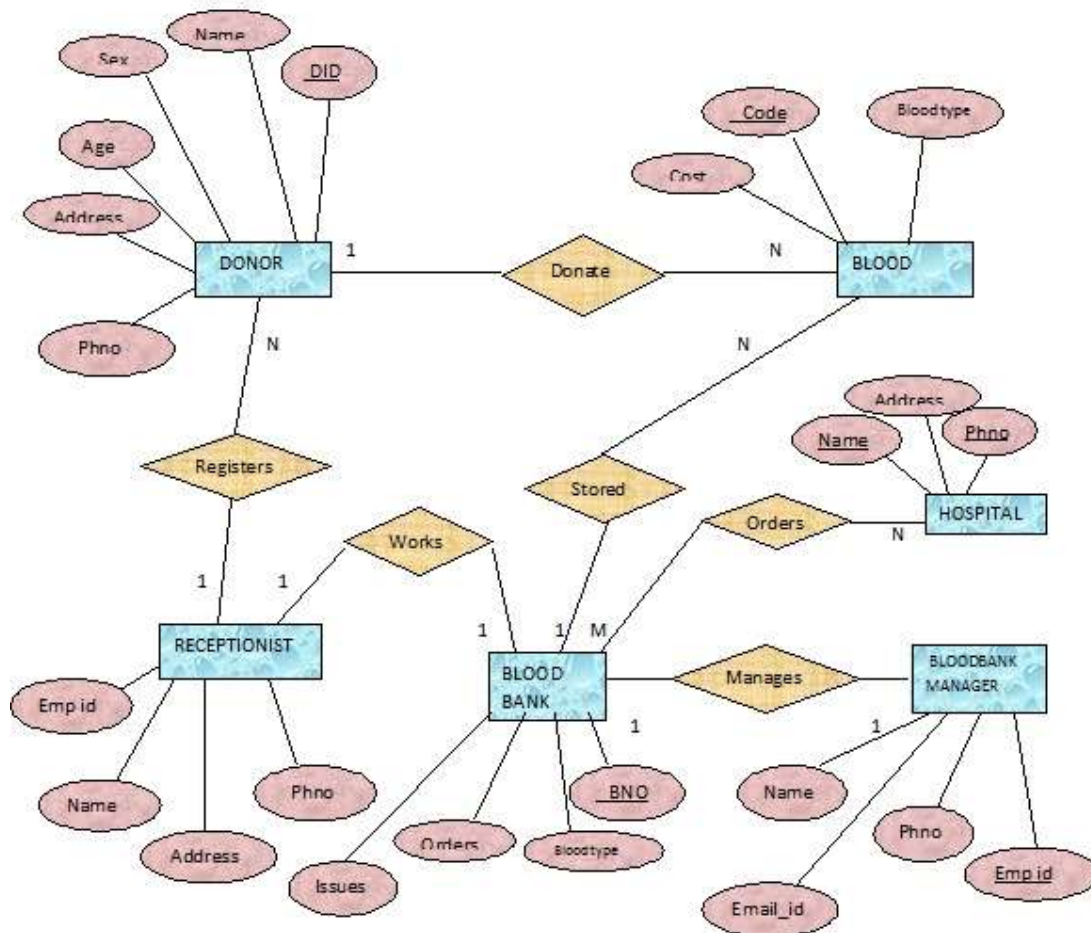 Name
Sex
DID
Code
Bloodtype
Age
Cost
Address
DONOR
1
Donate
N
BLOOD
Phno
N
N
Address
Name
Phno
Registers
Stored
Orders
HOSPITAL
Works
N
1
1
RECEPTIONIST
1
1
M
BLOOD
BANK
Manages
BLOODBANK
MANAGER
Emp id
1
1
Name
Phno
BNO
Name
Phno
Address
Orders
Bloodtype
Issues
Emp id
Email_id